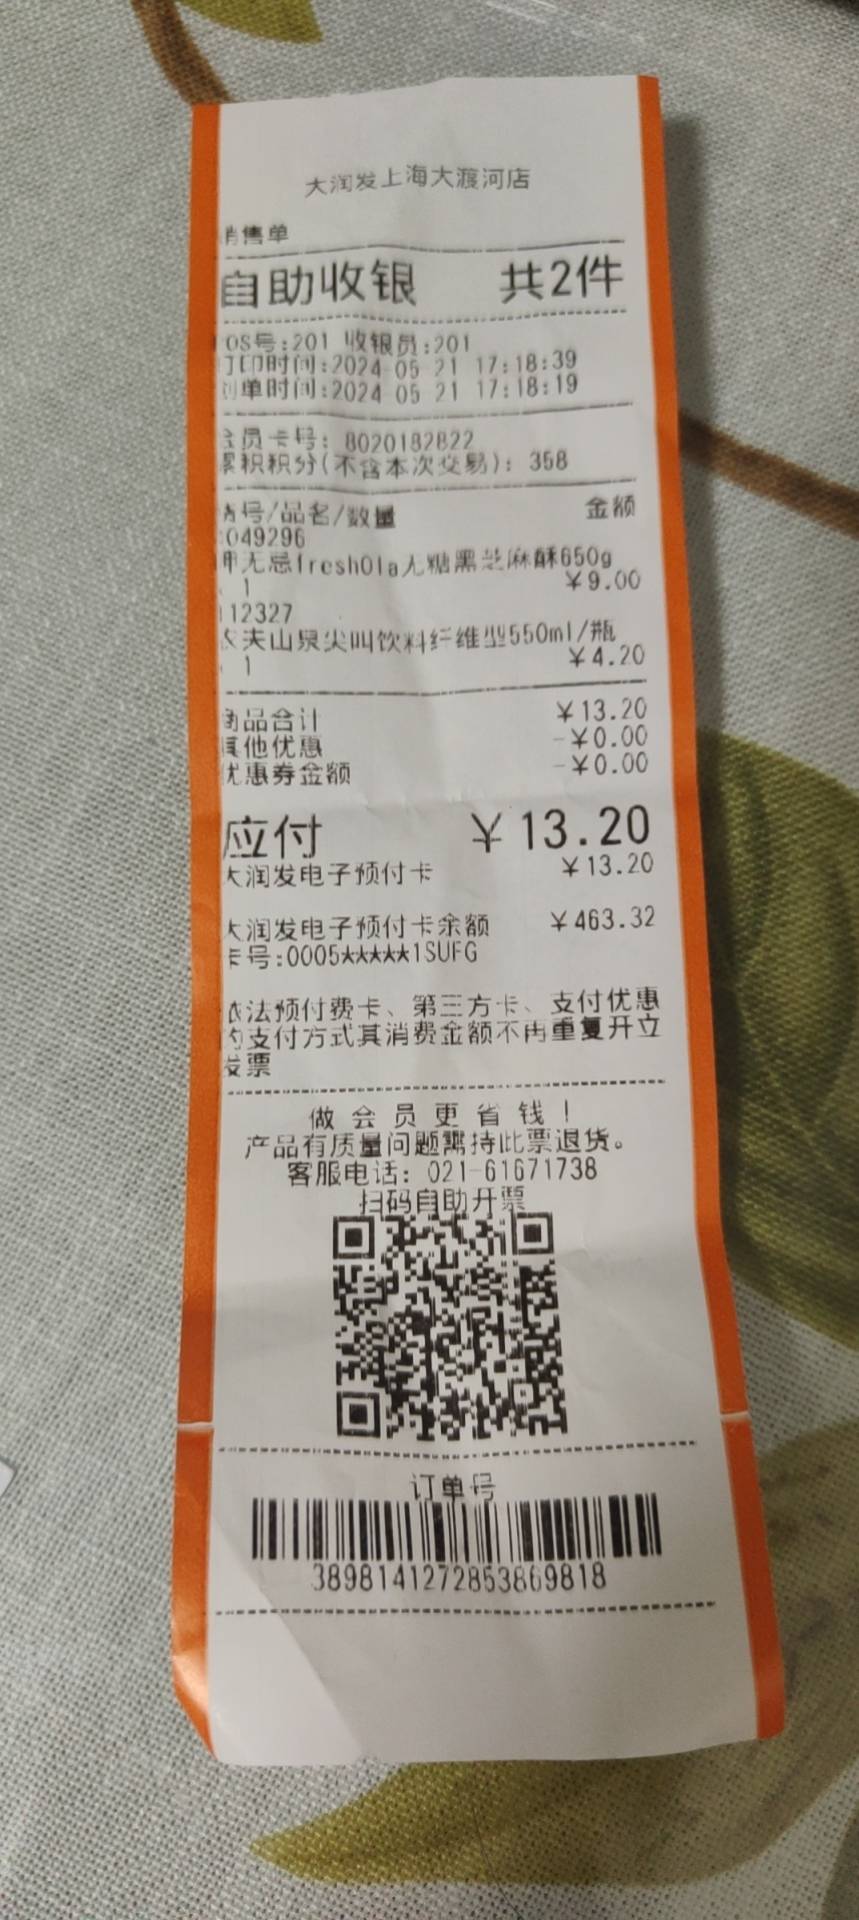 大润发上海大渡河店
销售单
自助收银 共2件
POS号:201 收银员:201
打印时间:2024-05-21 17:18:39
创单时间:2024-05-21 17:18:19
会员卡号: 8020182822
累积积分(不含本次交易): 358
货号/品名/数量 金额
049296
无忌freshOla无糖黑芝麻酥650g
1 ￥9.00
112327
农夫山泉尖叫饮料纤维型550ml/瓶
1 ￥4.20
商品合计 ￥13.20
其他优惠 -￥0.00
优惠券金额 -￥0.00
应付 ￥13.20
大润发电子预付卡 ￥13.20
大润发电子预付卡余额 ￥463.32
卡号:0005★★★★★1SUFG
依法预付费卡、第三方卡、支付优惠
的支付方式其消费金额不再重复开立
发票
做会员更省钱！
产品有质量问题需持此票退货。
客服电话: 021-61671738
扫码自助开票
订单号
38981412728538​69818